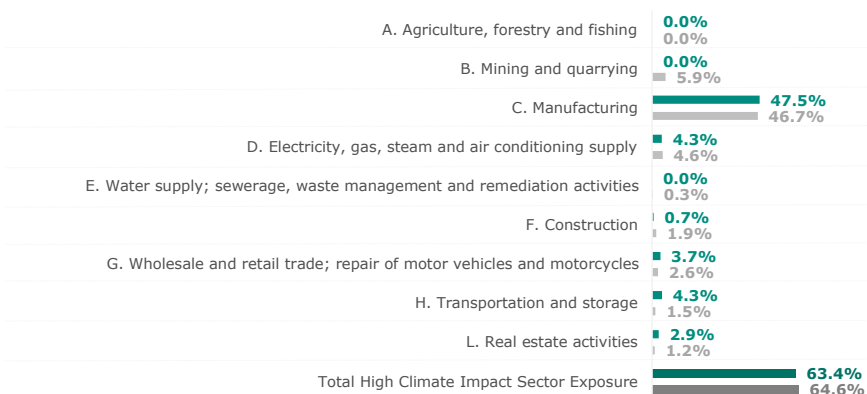 A. Agriculture, forestry and fishing
0.0%
0.0%
B. Mining and quarrying
0.0%
5.9%
C. Manufacturing
47.5%
46.7%
D. Electricity, gas, steam and air conditioning supply
4.3%
4.6%
E. Water supply; sewerage, waste management and remediation activities
0.0%
0.3%
F. Construction
0.7%
1.9%
G. Wholesale and retail trade; repair of motor vehicles and motorcycles
3.7%
2.6%
H. Transportation and storage
4.3%
1.5%
L. Real estate activities
2.9%
1.2%
Total High Climate Impact Sector Exposure
63.4%
64.6%